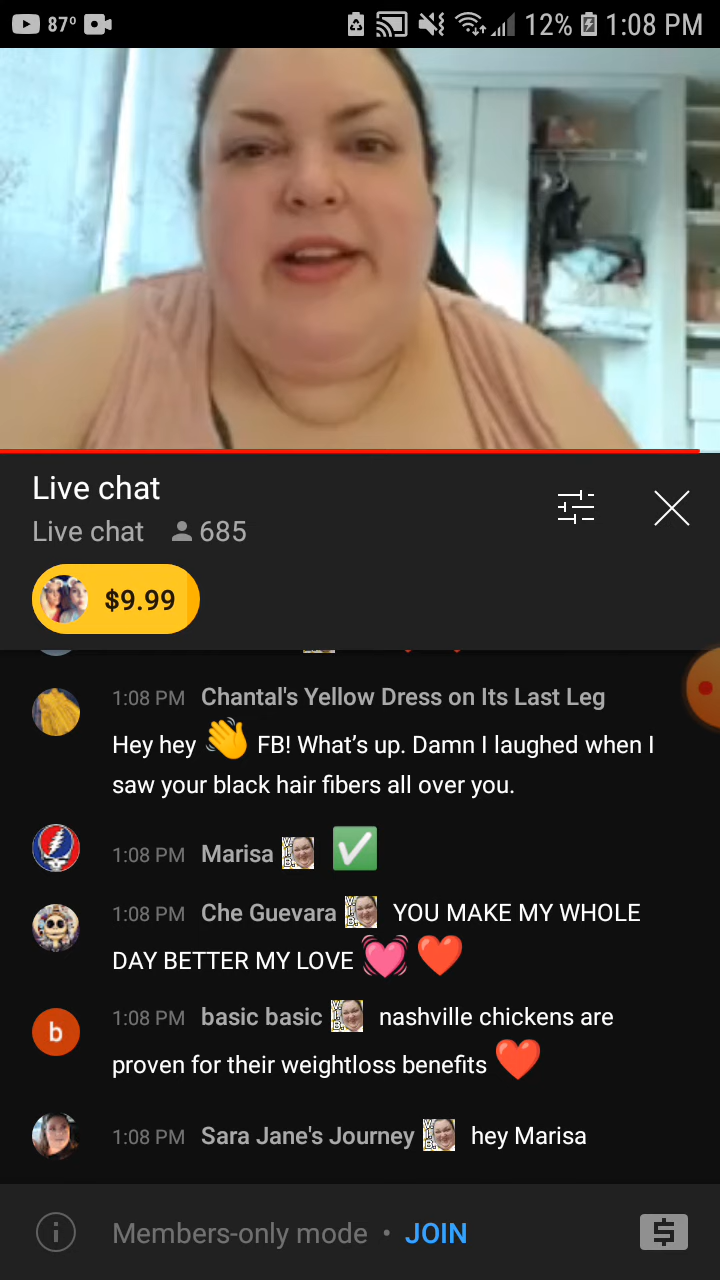 87° 12% 1:08 PM
Live chat
Live chat 685
$9.99
1:08 PM Chantal's Yellow Dress on Its Last Leg
Hey hey 👋 FB! What’s up. Damn I laughed when I
saw your black hair fibers all over you.
1:08 PM Marisa ✅
1:08 PM Che Guevara YOU MAKE MY WHOLE
DAY BETTER MY LOVE 💓 ❤️
b 1:08 PM basic basic nashville chickens are
proven for their weightloss benefits ❤️
1:08 PM Sara Jane's Journey hey Marisa
Members-only mode • JOIN